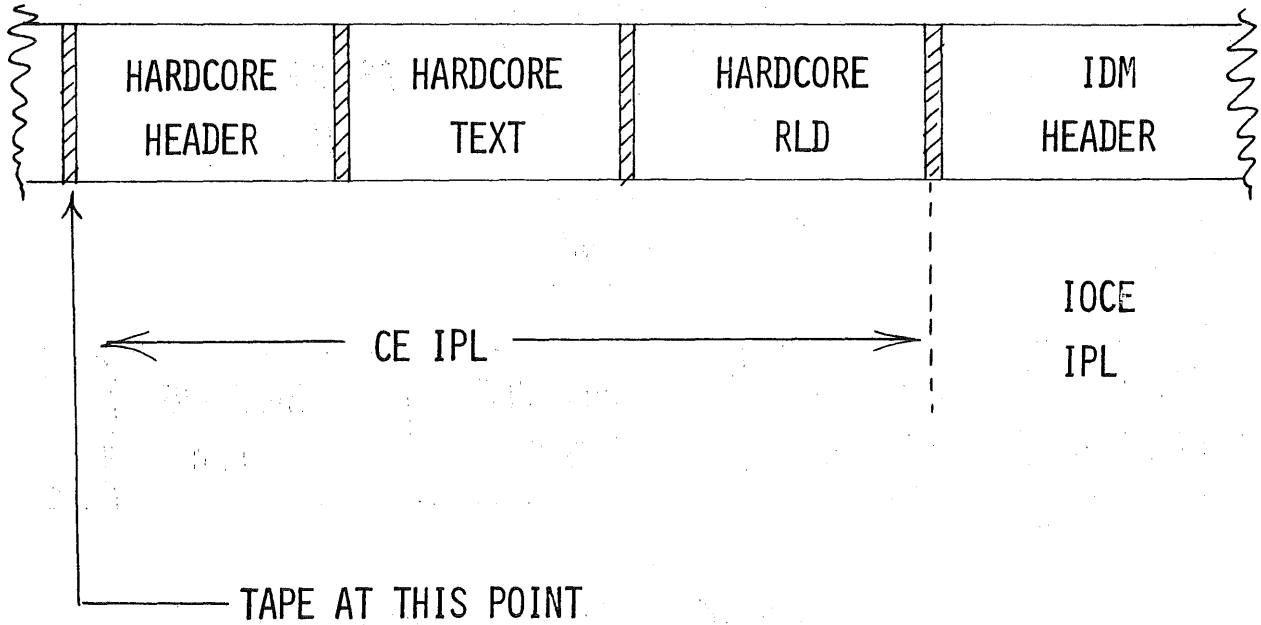 HARDCORE
HEADER
HARDCORE
TEXT
HARDCORE
RLD
IDM
HEADER
CE IPL
IOCE
IPL
TAPE AT THIS POINT